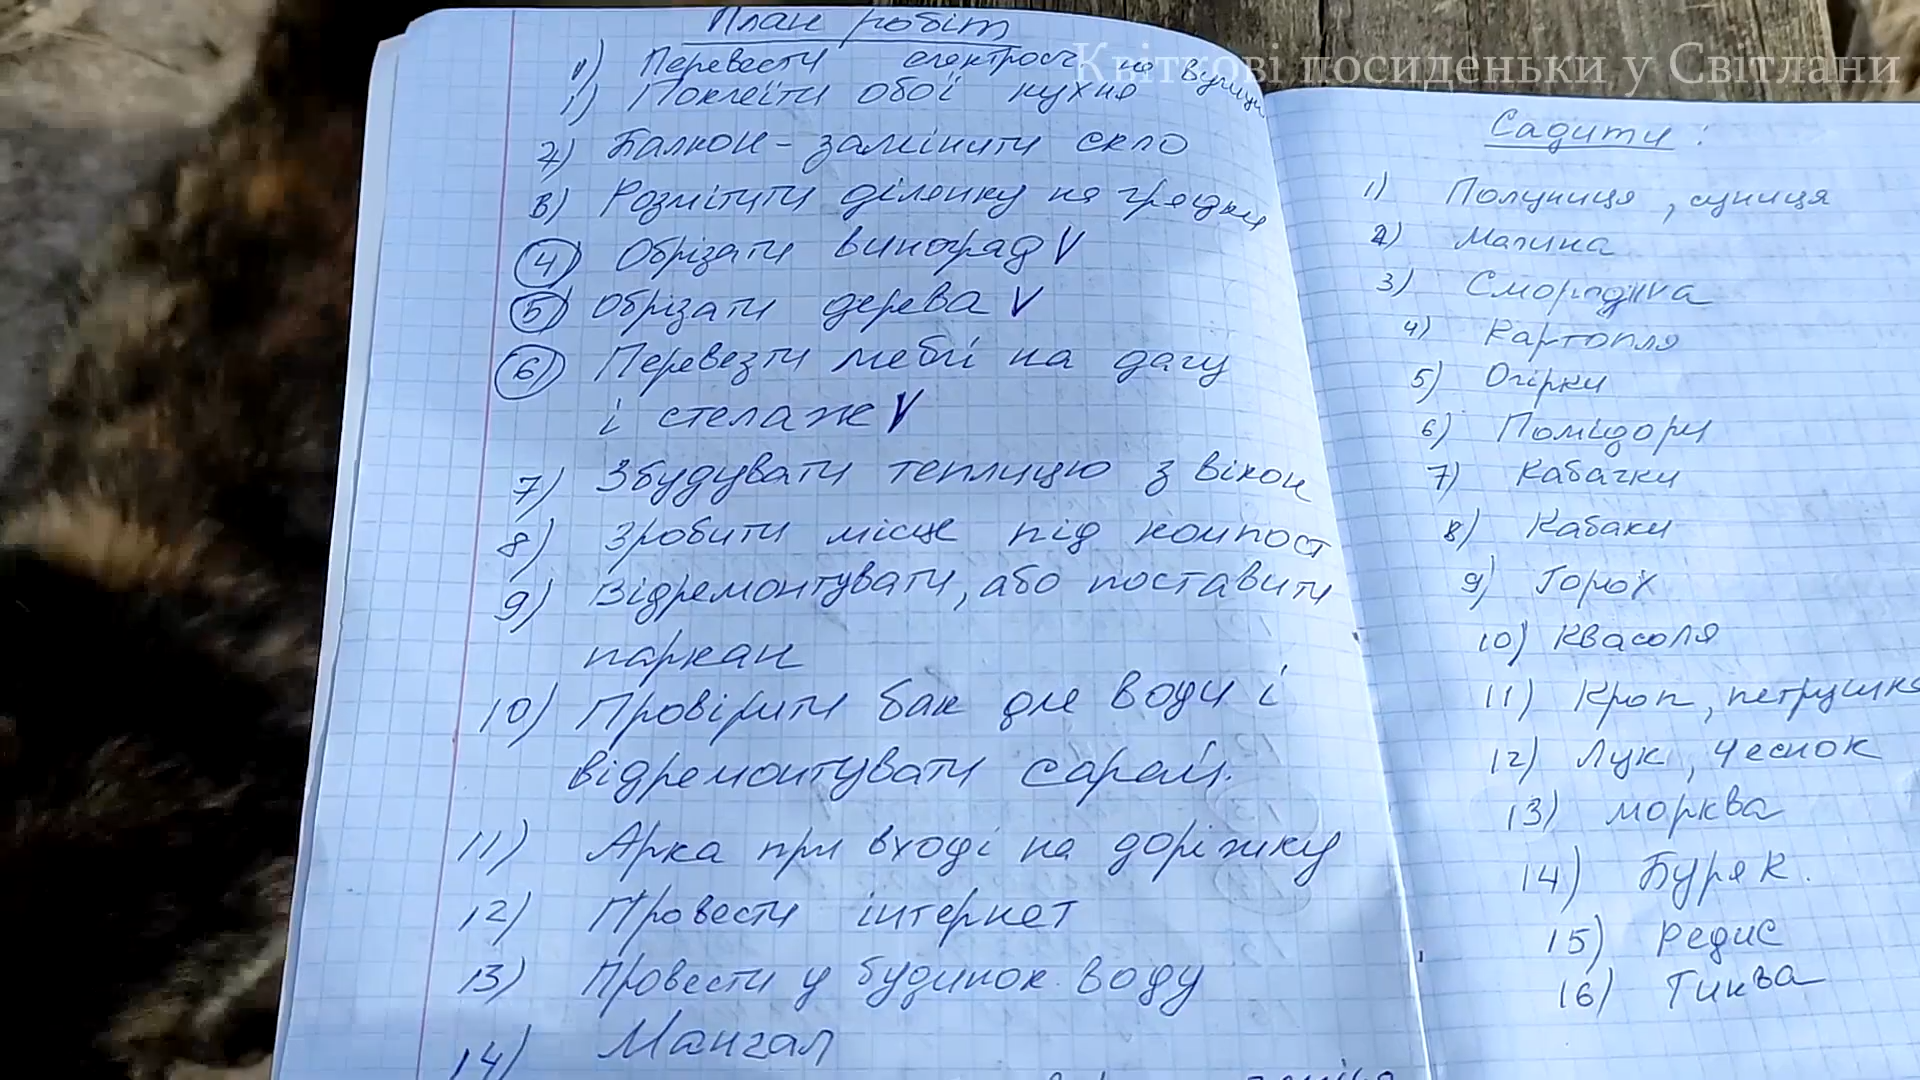 Квіткові посиденьки у Світлани
План робіт
1) Перевести електрост на вулицю
1) Поклеїти обої кухня
2) Балкон - замінити скло
3) Розмітити ділянку на грядки
4) Обрізати виноград V
5) Обрізати дерева V
6) Перевезти меблі на дачу
і стелаж V
7) Збудувати теплицю з вікон
8) Зробити місце під компост
9) Відремонтувати, або поставити
паркан
10) Провірити бак для води і
відремонтувати
11) Арка при вході на доріжку
12) Провести інтернет
13) Провести у будинок воду
14) Мангал
Садити:
1) Полуниця, суниця
2) Малина
3) Смородина
4) Картопля
5) Огірки
6) Помідори
7) Кабачки
8) Кабаки
9) Горох
10) Квасоля
11) Кроп, петрушка
12) Лук, чеснок
13) морква
14) Буряк.
15) Редис
16) Тиква